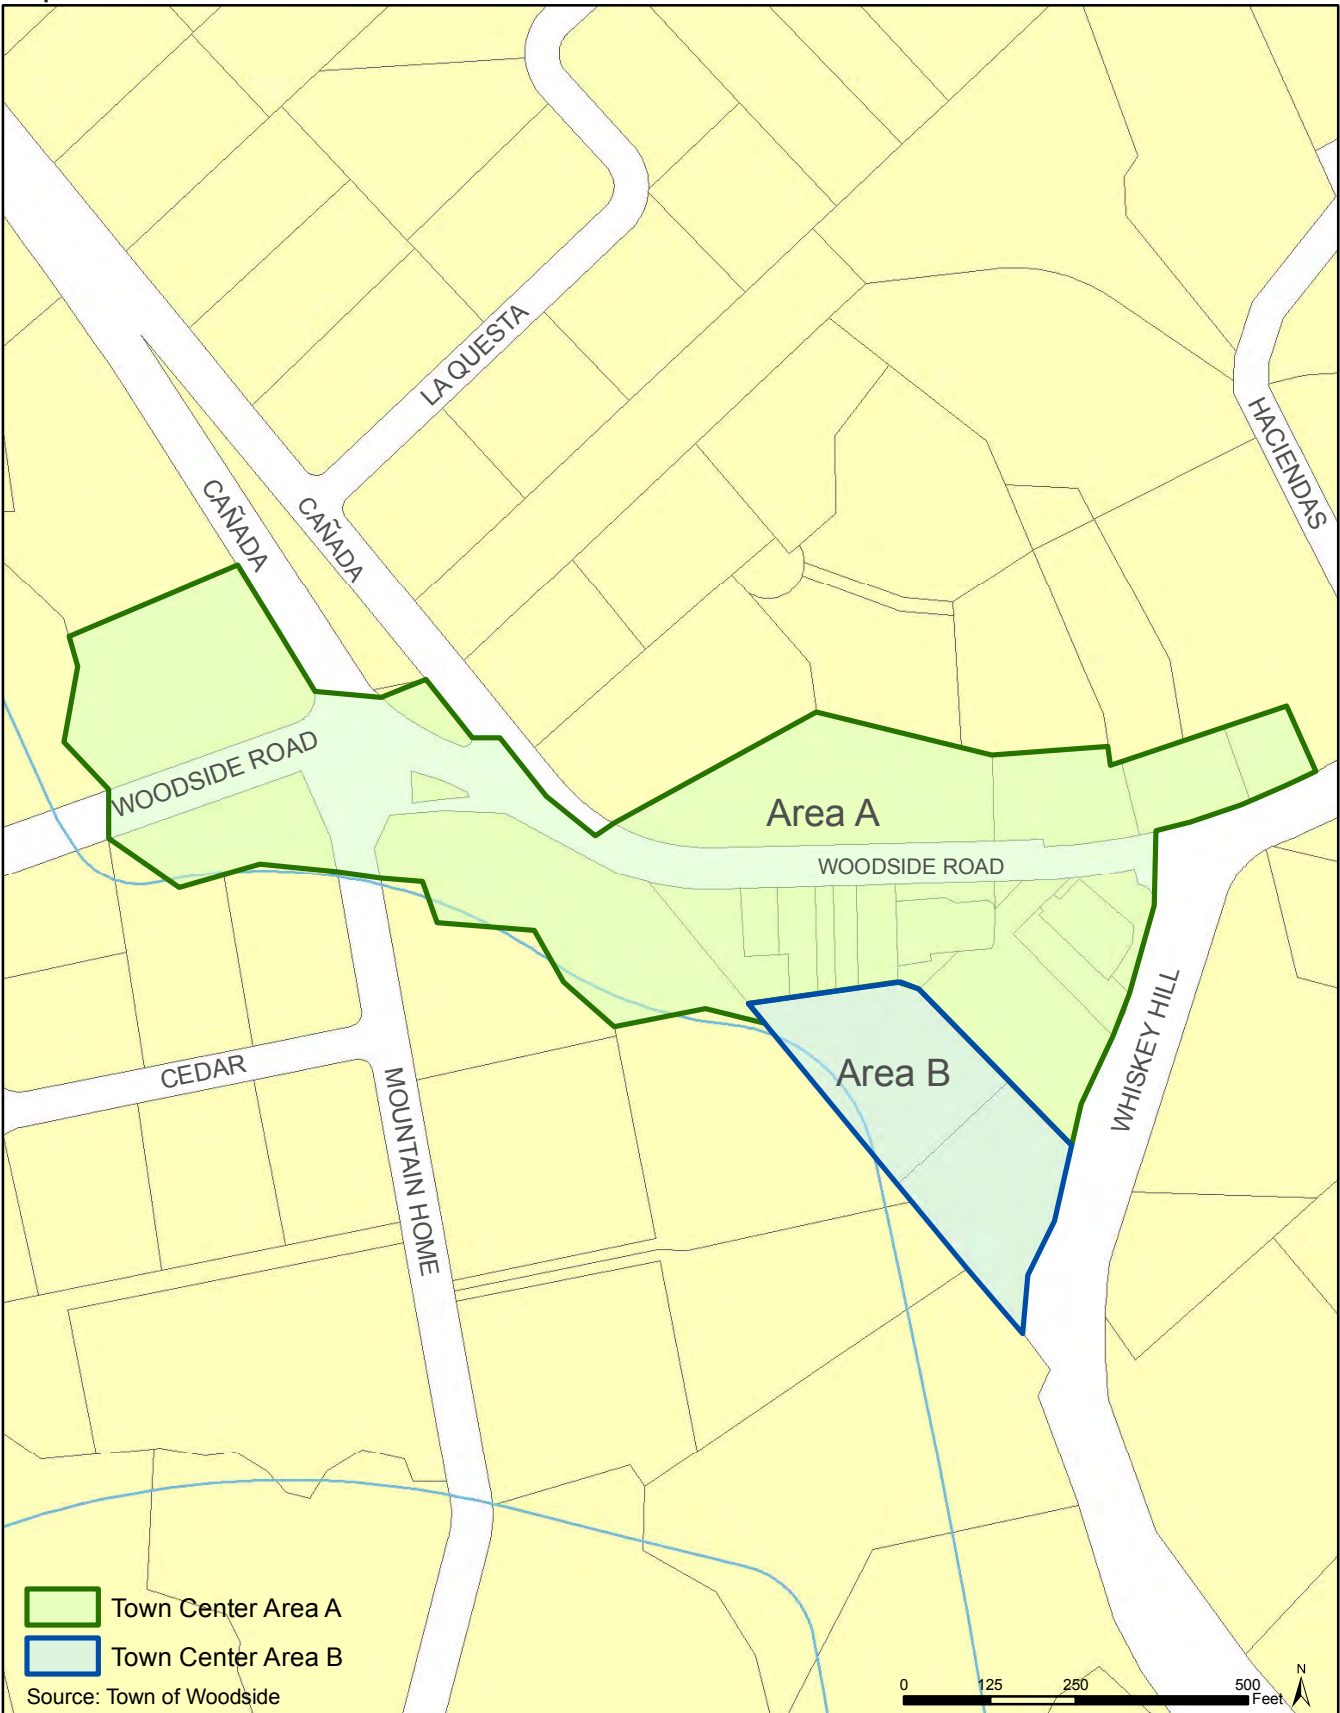 LA QUESTA
HACIENDAS
CAÑADA
CAÑADA
WOODSIDE ROAD
Area A
WOODSIDE ROAD
WHISKEY HILL
Area B
CEDAR
MOUNTAIN HOME
Town Center Area A
Town Center Area B
Source: Town of Woodside
0 125 250 500
Feet
N